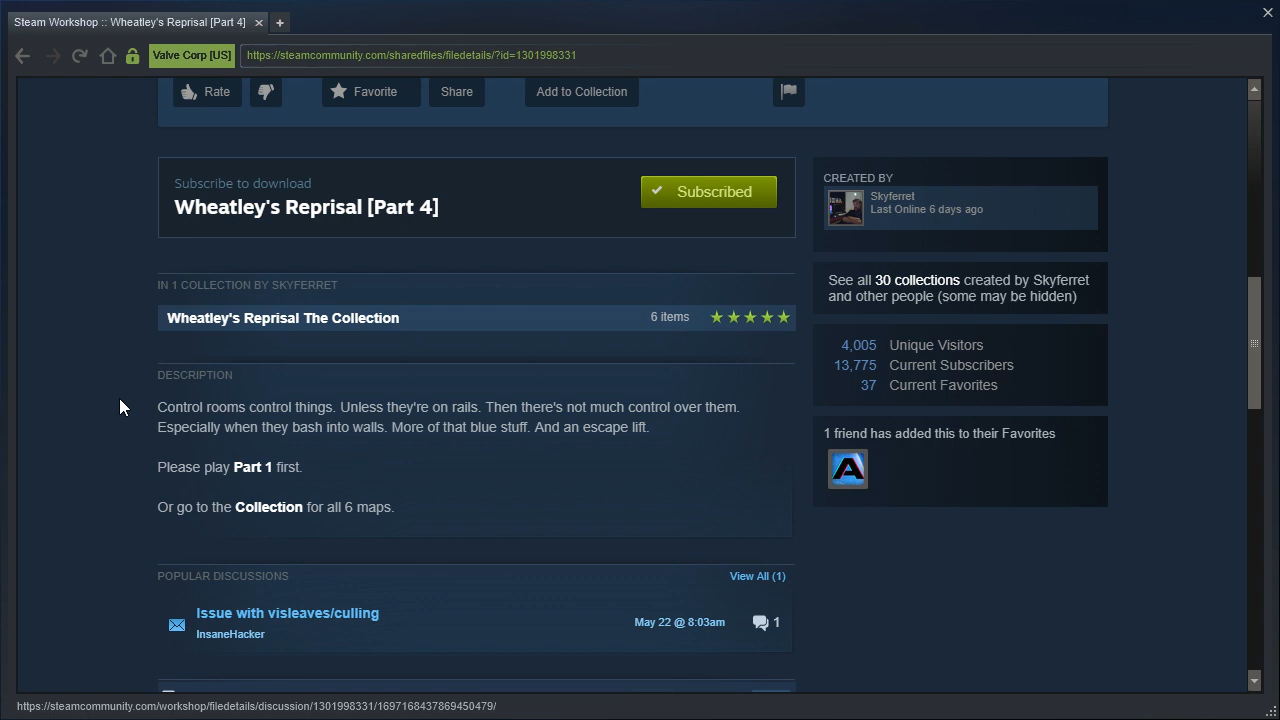 Steam Workshop :: Wheatley's Reprisal [Part 4]
Valve Corp [US]
https://steamcommunity.com/sharedfiles/filedetails/?id=1301998331
Rate
Favorite
Share
Add to Collection
Subscribe to download
Wheatley's Reprisal [Part 4]
Subscribed
IN 1 COLLECTION BY SKYFERRET
Wheatley's Reprisal The Collection
6 items
DESCRIPTION
Control rooms control things. Unless they're on rails. Then there's not much control over them.
Especially when they bash into walls. More of that blue stuff. And an escape lift.
Please play Part 1 first.
Or go to the Collection for all 6 maps.
POPULAR DISCUSSIONS
View All (1)
Issue with visleaves/culling
InsaneHacker
May 22 @ 8:03am
1
CREATED BY
Skyferret
Last Online 6 days ago
See all 30 collections created by Skyferret
and other people (some may be hidden)
4,005 Unique Visitors
13,775 Current Subscribers
37 Current Favorites
1 friend has added this to their Favorites
A
https://steamcommunity.com/workshop/filedetails/discussion/1301998331/1697168437869450479/